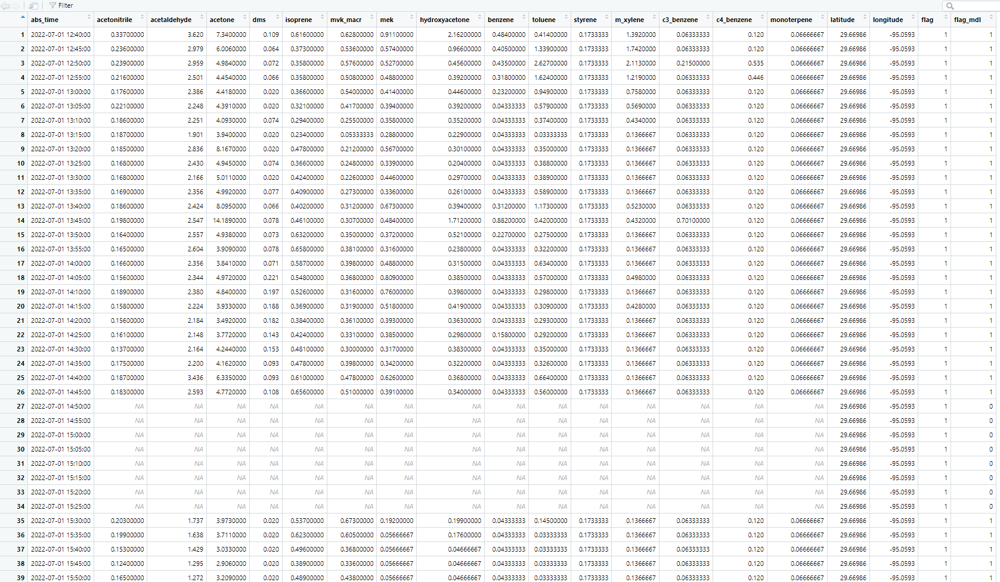 Filter
abs_time acetonitrile acetaldehyde acetone dms isoprene mvk_macr mek hydroxyacetone benzene toluene styrene m_xylene c3_benzene c4_benzene monoterpene latitude longitude flag flag_mdl
1 2022-07-01 12:40:00 0.33700000 3.620 7.3400000 0.109 0.61600000 0.62800000 0.91100000 2.16200000 0.48400000 0.41400000 0.1733333 1.3920000 0.06333333 0.120 0.06666667 29.66986 -95.0593 1 1
2 2022-07-01 12:45:00 0.23600000 2.979 6.0060000 0.064 0.37300000 0.53600000 0.57400000 0.96600000 0.40500000 1.33900000 0.1733333 1.7420000 0.06333333 0.120 0.06666667 29.66986 -95.0593 1 1
3 2022-07-01 12:50:00 0.23900000 2.959 4.9840000 0.072 0.35800000 0.57600000 0.52700000 0.45600000 0.43500000 2.62700000 0.1733333 2.1130000 0.21500000 0.535 0.06666667 29.66986 -95.0593 1 1
4 2022-07-01 12:55:00 0.21600000 2.501 4.4540000 0.066 0.35800000 0.50800000 0.48800000 0.39200000 0.31800000 1.62400000 0.1733333 1.2190000 0.06333333 0.446 0.06666667 29.66986 -95.0593 1 1
5 2022-07-01 13:00:00 0.17600000 2.386 4.4180000 0.020 0.36600000 0.54000000 0.41400000 0.44600000 0.23200000 0.94900000 0.1733333 0.7580000 0.06333333 0.120 0.06666667 29.66986 -95.0593 1 1
6 2022-07-01 13:05:00 0.22100000 2.248 4.3910000 0.020 0.32100000 0.41700000 0.39400000 0.39200000 0.04333333 0.57900000 0.1733333 0.5690000 0.06333333 0.120 0.06666667 29.66986 -95.0593 1 1
7 2022-07-01 13:10:00 0.18600000 2.251 4.0930000 0.074 0.29400000 0.25500000 0.35800000 0.35200000 0.04333333 0.37400000 0.1733333 0.4340000 0.06333333 0.120 0.06666667 29.66986 -95.0593 1 1
8 2022-07-01 13:15:00 0.18700000 1.901 3.9400000 0.020 0.23400000 0.05333333 0.28800000 0.22900000 0.04333333 0.03333333 0.1733333 0.1366667 0.06333333 0.120 0.06666667 29.66986 -95.0593 1 1
9 2022-07-01 13:20:00 0.18500000 2.836 8.1670000 0.020 0.47800000 0.21200000 0.56700000 0.30100000 0.04333333 0.35000000 0.1733333 0.1366667 0.06333333 0.120 0.06666667 29.66986 -95.0593 1 1
10 2022-07-01 13:25:00 0.16800000 2.430 4.9450000 0.074 0.36600000 0.24800000 0.33900000 0.20400000 0.04333333 0.38800000 0.1733333 0.1366667 0.06333333 0.120 0.06666667 29.66986 -95.0593 1 1
11 2022-07-01 13:30:00 0.16800000 2.166 5.0110000 0.020 0.42400000 0.22600000 0.44600000 0.29700000 0.04333333 0.38900000 0.1733333 0.1366667 0.06333333 0.120 0.06666667 29.66986 -95.0593 1 1
12 2022-07-01 13:35:00 0.16900000 2.356 4.9920000 0.077 0.40900000 0.27300000 0.33600000 0.26100000 0.04333333 0.58900000 0.1733333 0.1366667 0.06333333 0.120 0.06666667 29.66986 -95.0593 1 1
13 2022-07-01 13:40:00 0.18600000 2.424 8.0950000 0.066 0.40200000 0.31200000 0.67300000 0.39400000 0.31200000 1.17300000 0.1733333 0.5230000 0.06333333 0.120 0.06666667 29.66986 -95.0593 1 1
14 2022-07-01 13:45:00 0.19800000 2.547 14.1890000 0.078 0.46100000 0.30700000 0.48400000 1.71200000 0.88200000 0.42000000 0.1733333 0.4320000 0.70100000 0.120 0.06666667 29.66986 -95.0593 1 1
15 2022-07-01 13:50:00 0.16400000 2.557 4.9380000 0.073 0.63200000 0.35000000 0.37200000 0.52100000 0.22700000 0.27500000 0.1733333 0.1366667 0.06333333 0.120 0.06666667 29.66986 -95.0593 1 1
16 2022-07-01 13:55:00 0.16500000 2.604 3.9090000 0.078 0.65800000 0.38100000 0.31600000 0.23800000 0.04333333 0.32200000 0.1733333 0.1366667 0.06333333 0.120 0.06666667 29.66986 -95.0593 1 1
17 2022-07-01 14:00:00 0.16600000 2.356 3.8410000 0.071 0.58700000 0.39800000 0.48800000 0.31500000 0.04333333 0.63400000 0.1733333 0.1366667 0.06333333 0.120 0.06666667 29.66986 -95.0593 1 1
18 2022-07-01 14:05:00 0.15600000 2.344 4.9720000 0.221 0.54800000 0.36800000 0.80900000 0.38500000 0.04333333 0.57000000 0.1733333 0.4980000 0.06333333 0.120 0.06666667 29.66986 -95.0593 1 1
19 2022-07-01 14:10:00 0.18900000 2.380 4.8400000 0.197 0.52600000 0.31600000 0.76000000 0.39800000 0.04333333 0.29800000 0.1733333 0.1366667 0.06333333 0.120 0.06666667 29.66986 -95.0593 1 1
20 2022-07-01 14:15:00 0.15800000 2.224 3.9330000 0.188 0.36900000 0.31900000 0.51800000 0.41900000 0.04333333 0.30900000 0.1733333 0.4280000 0.06333333 0.120 0.06666667 29.66986 -95.0593 1 1
21 2022-07-01 14:20:00 0.15600000 2.184 3.4920000 0.182 0.38400000 0.36100000 0.39300000 0.36300000 0.04333333 0.29300000 0.1733333 0.1366667 0.06333333 0.120 0.06666667 29.66986 -95.0593 1 1
22 2022-07-01 14:25:00 0.16100000 2.148 3.7720000 0.143 0.42400000 0.33100000 0.38500000 0.29800000 0.15800000 0.29200000 0.1733333 0.1366667 0.06333333 0.120 0.06666667 29.66986 -95.0593 1 1
23 2022-07-01 14:30:00 0.13700000 2.164 4.2440000 0.153 0.48100000 0.30000000 0.31700000 0.38300000 0.04333333 0.35000000 0.1733333 0.1366667 0.06333333 0.120 0.06666667 29.66986 -95.0593 1 1
24 2022-07-01 14:35:00 0.17500000 2.200 4.1620000 0.093 0.47800000 0.39800000 0.34200000 0.32200000 0.04333333 0.32600000 0.1733333 0.1366667 0.06333333 0.120 0.06666667 29.66986 -95.0593 1 1
25 2022-07-01 14:40:00 0.18700000 3.436 6.3350000 0.093 0.61000000 0.47800000 0.62600000 0.36800000 0.04333333 0.66400000 0.1733333 0.1366667 0.06333333 0.120 0.06666667 29.66986 -95.0593 1 1
26 2022-07-01 14:45:00 0.18300000 2.593 4.7720000 0.108 0.65600000 0.51000000 0.39100000 0.34000000 0.04333333 0.56000000 0.1733333 0.1366667 0.06333333 0.120 0.06666667 29.66986 -95.0593 1 1
27 2022-07-01 14:50:00 NA NA NA NA NA NA NA NA NA NA NA NA NA NA NA 29.66986 -95.0593 1 0
28 2022-07-01 14:55:00 NA NA NA NA NA NA NA NA NA NA NA NA NA NA NA 29.66986 -95.0593 1 0
29 2022-07-01 15:00:00 NA NA NA NA NA NA NA NA NA NA NA NA NA NA NA 29.66986 -95.0593 1 0
30 2022-07-01 15:05:00 NA NA NA NA NA NA NA NA NA NA NA NA NA NA NA 29.66986 -95.0593 1 0
31 2022-07-01 15:10:00 NA NA NA NA NA NA NA NA NA NA NA NA NA NA NA 29.66986 -95.0593 1 0
32 2022-07-01 15:15:00 NA NA NA NA NA NA NA NA NA NA NA NA NA NA NA 29.66986 -95.0593 1 0
33 2022-07-01 15:20:00 NA NA NA NA NA NA NA NA NA NA NA NA NA NA NA 29.66986 -95.0593 1 0
34 2022-07-01 15:25:00 NA NA NA NA NA NA NA NA NA NA NA NA NA NA NA 29.66986 -95.0593 1 0
35 2022-07-01 15:30:00 0.20300000 1.737 3.9730000 0.020 0.53700000 0.67300000 0.19200000 0.19900000 0.04333333 0.14500000 0.1733333 0.1366667 0.06333333 0.120 0.06666667 29.66986 -95.0593 1 1
36 2022-07-01 15:35:00 0.19900000 1.638 3.7110000 0.020 0.62300000 0.60500000 0.05666667 0.17600000 0.04333333 0.03333333 0.1733333 0.1366667 0.06333333 0.120 0.06666667 29.66986 -95.0593 1 1
37 2022-07-01 15:40:00 0.15300000 1.429 3.0330000 0.020 0.49600000 0.36800000 0.05666667 0.04666667 0.04333333 0.03333333 0.1733333 0.1366667 0.06333333 0.120 0.06666667 29.66986 -95.0593 1 1
38 2022-07-01 15:45:00 0.12400000 1.295 2.9060000 0.020 0.38900000 0.33600000 0.05666667 0.04666667 0.04333333 0.03333333 0.1733333 0.1366667 0.06333333 0.120 0.06666667 29.66986 -95.0593 1 1
39 2022-07-01 15:50:00 0.16500000 1.272 3.2090000 0.020 0.48900000 0.43800000 0.05666667 0.04666667 0.04333333 0.03333333 0.1733333 0.1366667 0.06333333 0.120 0.06666667 29.66986 -95.0593 1 1